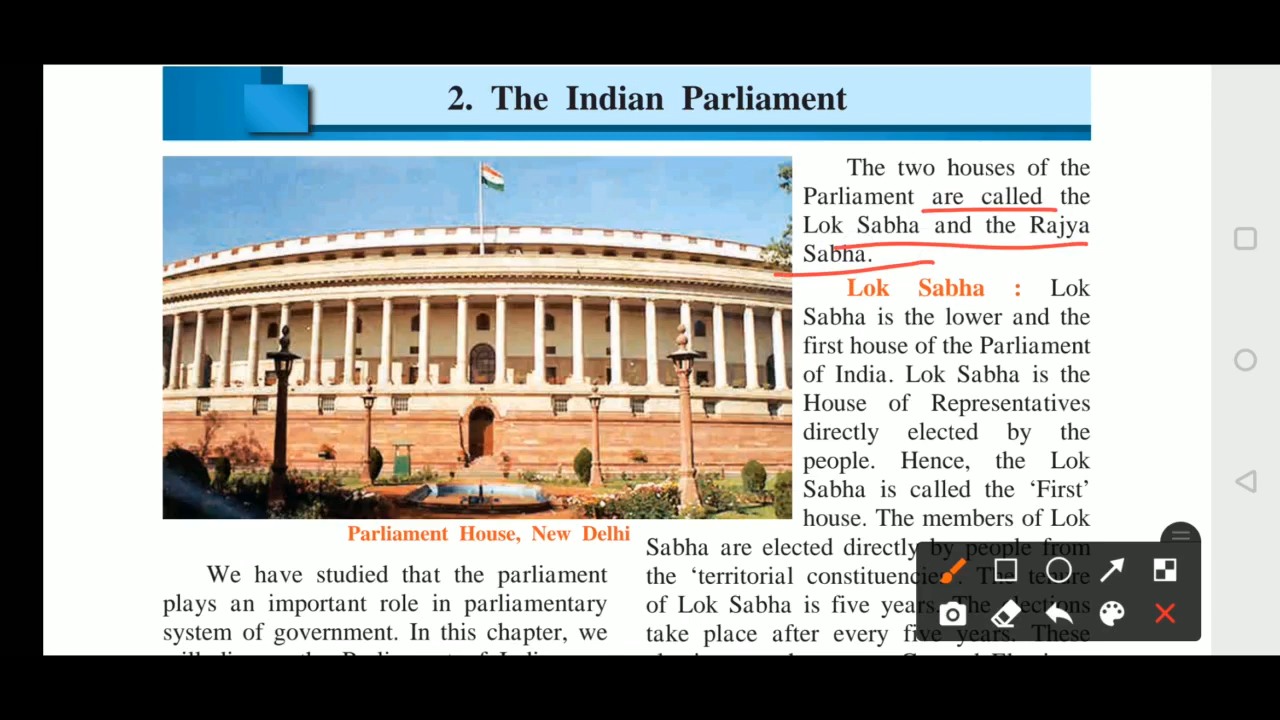 2. The Indian Parliament
Parliament House, New Delhi
We have studied that the parliament
plays an important role in parliamentary
system of government. In this chapter, we
The two houses of the
Parliament are called the
Lok Sabha and the Rajya
Sabha.
Lok Sabha : Lok
Sabha is the lower and the
first house of the Parliament
of India. Lok Sabha is the
House of Representatives
directly elected by the
people. Hence, the Lok
Sabha is called the ‘First’
house. The members of Lok
Sabha are elected directly by people from
the ‘territorial constituencies’. The tenure
of Lok Sabha is five years. The elections
take place after every five years. These